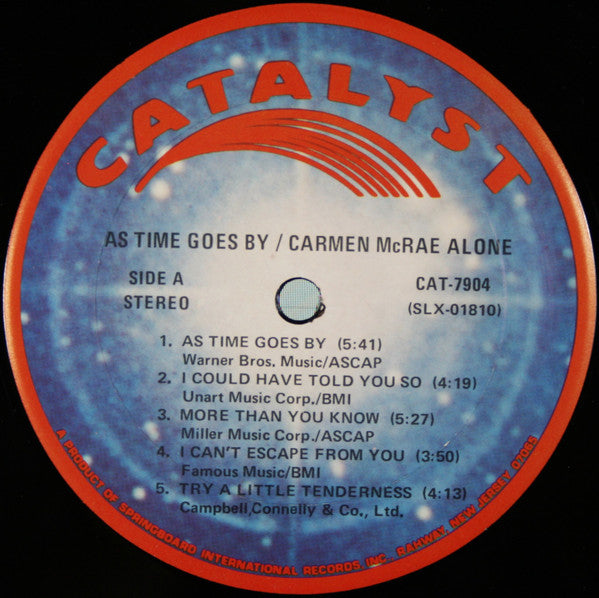 CATALYST
AS TIME GOES BY / CARMEN McRAE ALONE
SIDE A
STEREO
CAT-7904
(SLX-01810)
1. AS TIME GOES BY (5:41)
Warner Bros. Music/ASCAP
2. I COULD HAVE TOLD YOU SO (4:19)
Unart Music Corp./BMI
3. MORE THAN YOU KNOW (5:27)
Miller Music Corp./ASCAP
4. I CAN'T ESCAPE FROM YOU (3:50)
Famous Music/BMI
5. TRY A LITTLE TENDERNESS (4:13)
Campbell,Connelly & Co., Ltd.
A PRODUCT OF SPRINGBOARD INTERNATIONAL RECORDS INC. RAHWAY, NEW JERSEY 07065